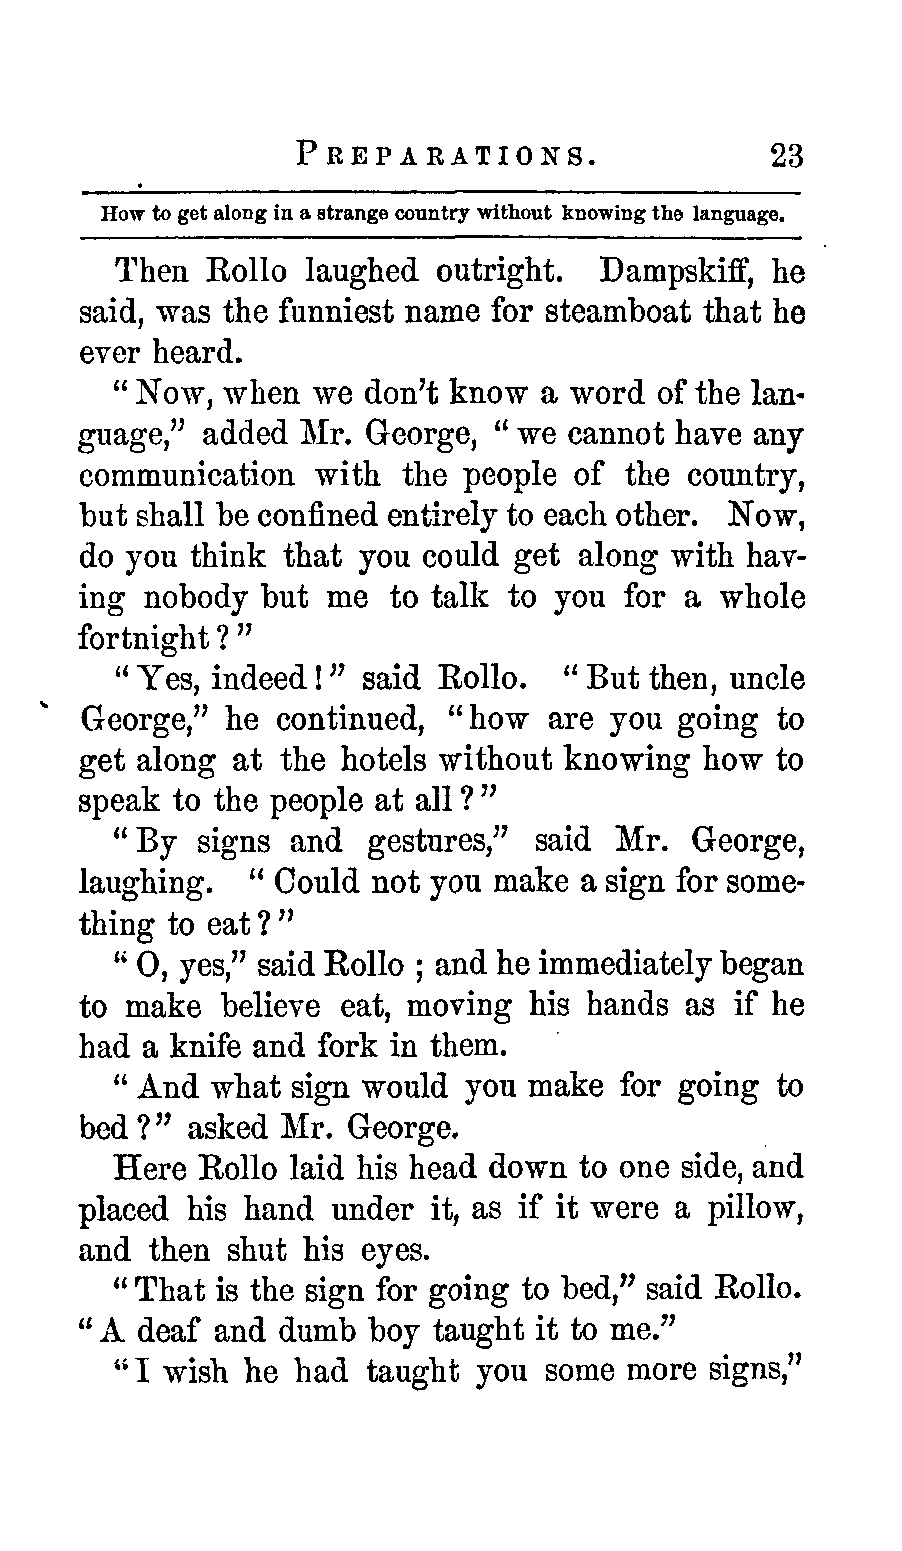 PREPARATIONS. 23
How to get along in a strange country without knowing the language.
Then Rollo laughed outright. Dampskiff, he
said, was the funniest name for steamboat that he
ever heard.
“Now, when we don't know a word of the lan-
guage,” added Mr. George, “we cannot have any
communication with the people of the country,
but shall be confined entirely to each other. Now,
do you think that you could get along with hav-
ing nobody but me to talk to you for a whole
fortnight?”
“Yes, indeed!” said Rollo. “But then, uncle
George,” he continued, “how are you going to
get along at the hotels without knowing how to
speak to the people at all?”
“By signs and gestures,” said Mr. George,
laughing. “Could not you make a sign for some-
thing to eat?”
“O, yes,” said Rollo; and he immediately began
to make believe eat, moving his hands as if he
had a knife and fork in them.
“And what sign would you make for going to
bed?” asked Mr. George.
Here Rollo laid his head down to one side, and
placed his hand under it, as if it were a pillow,
and then shut his eyes.
“That is the sign for going to bed,” said Rollo.
“A deaf and dumb boy taught it to me.”
“I wish he had taught you some more signs,”